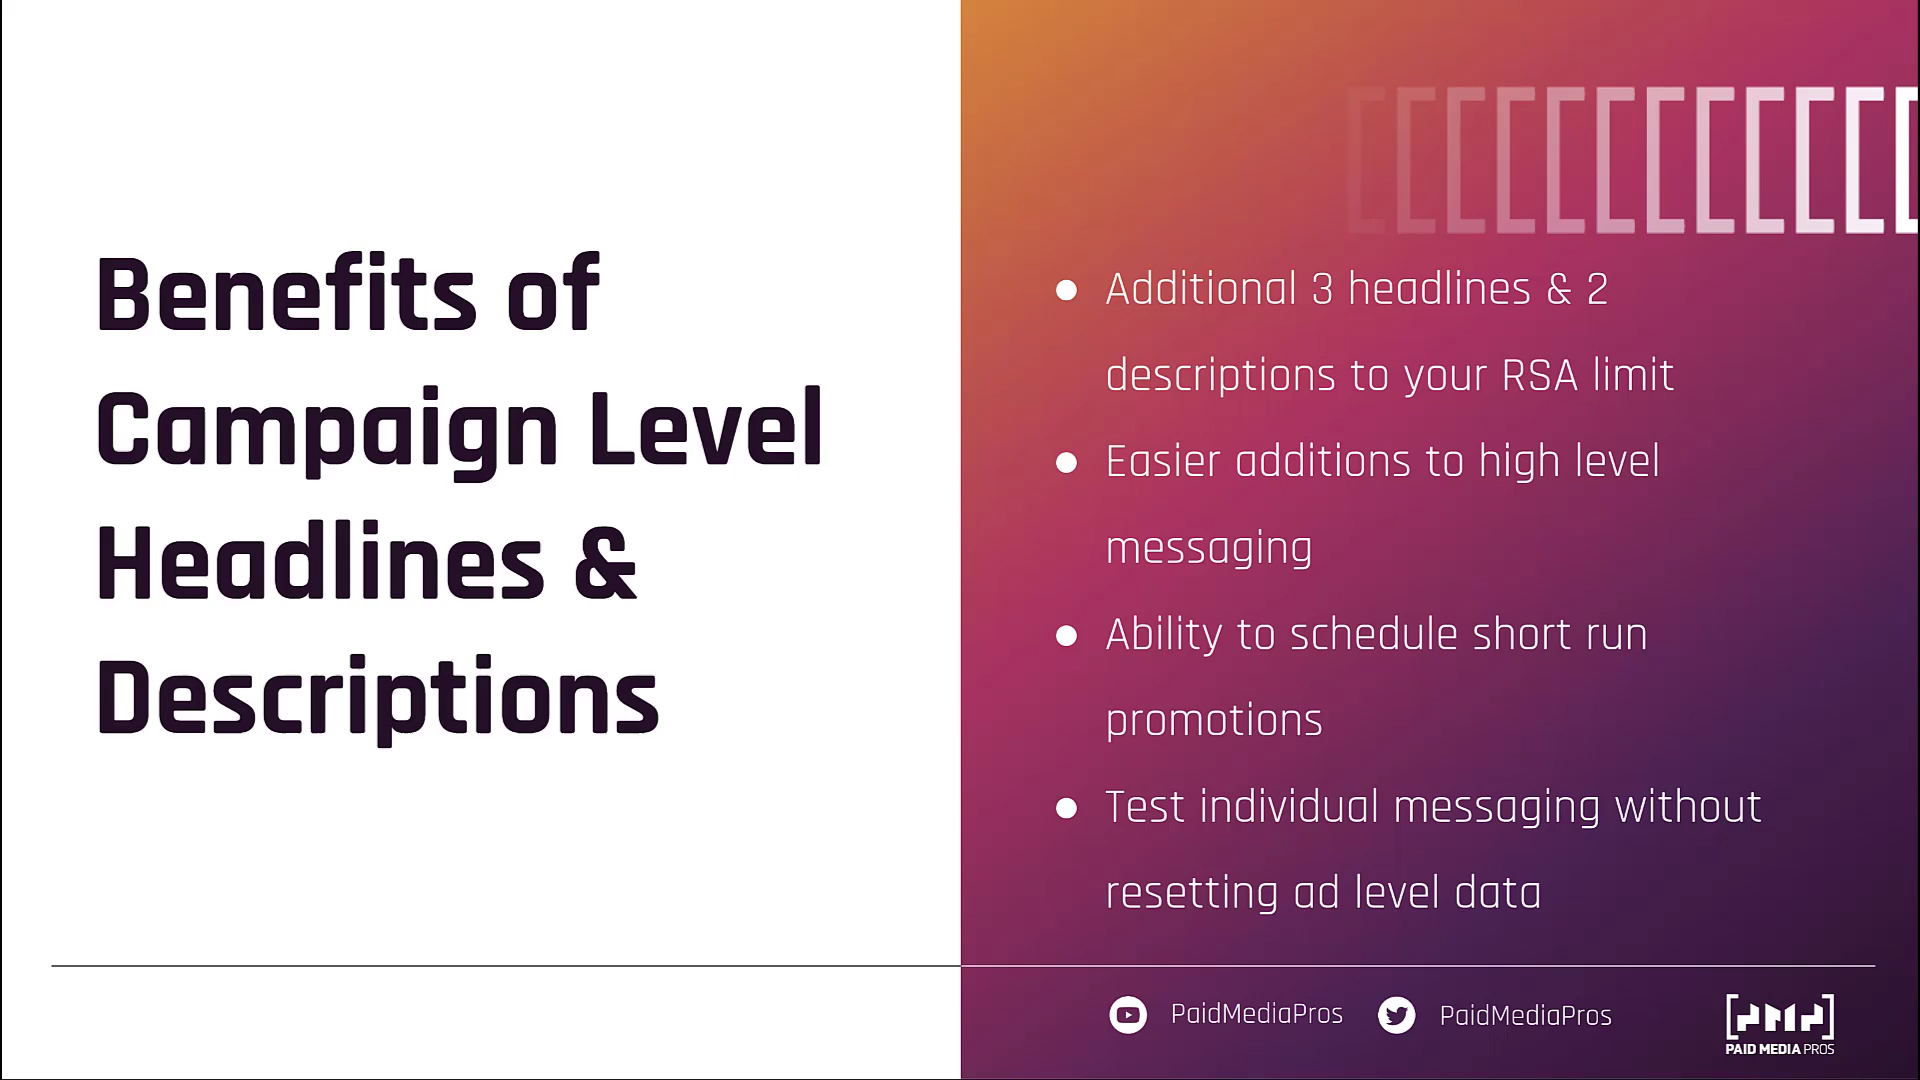 Benefits of
Campaign Level
Headlines &
Descriptions
● Additional 3 headlines & 2
descriptions to your RSA limit
● Easier additions to high level
messaging
● Ability to schedule short run
promotions
● Test individual messaging without
resetting ad level data
PaidMediaPros
PaidMediaPros
PMP
PAID MEDIA PROS